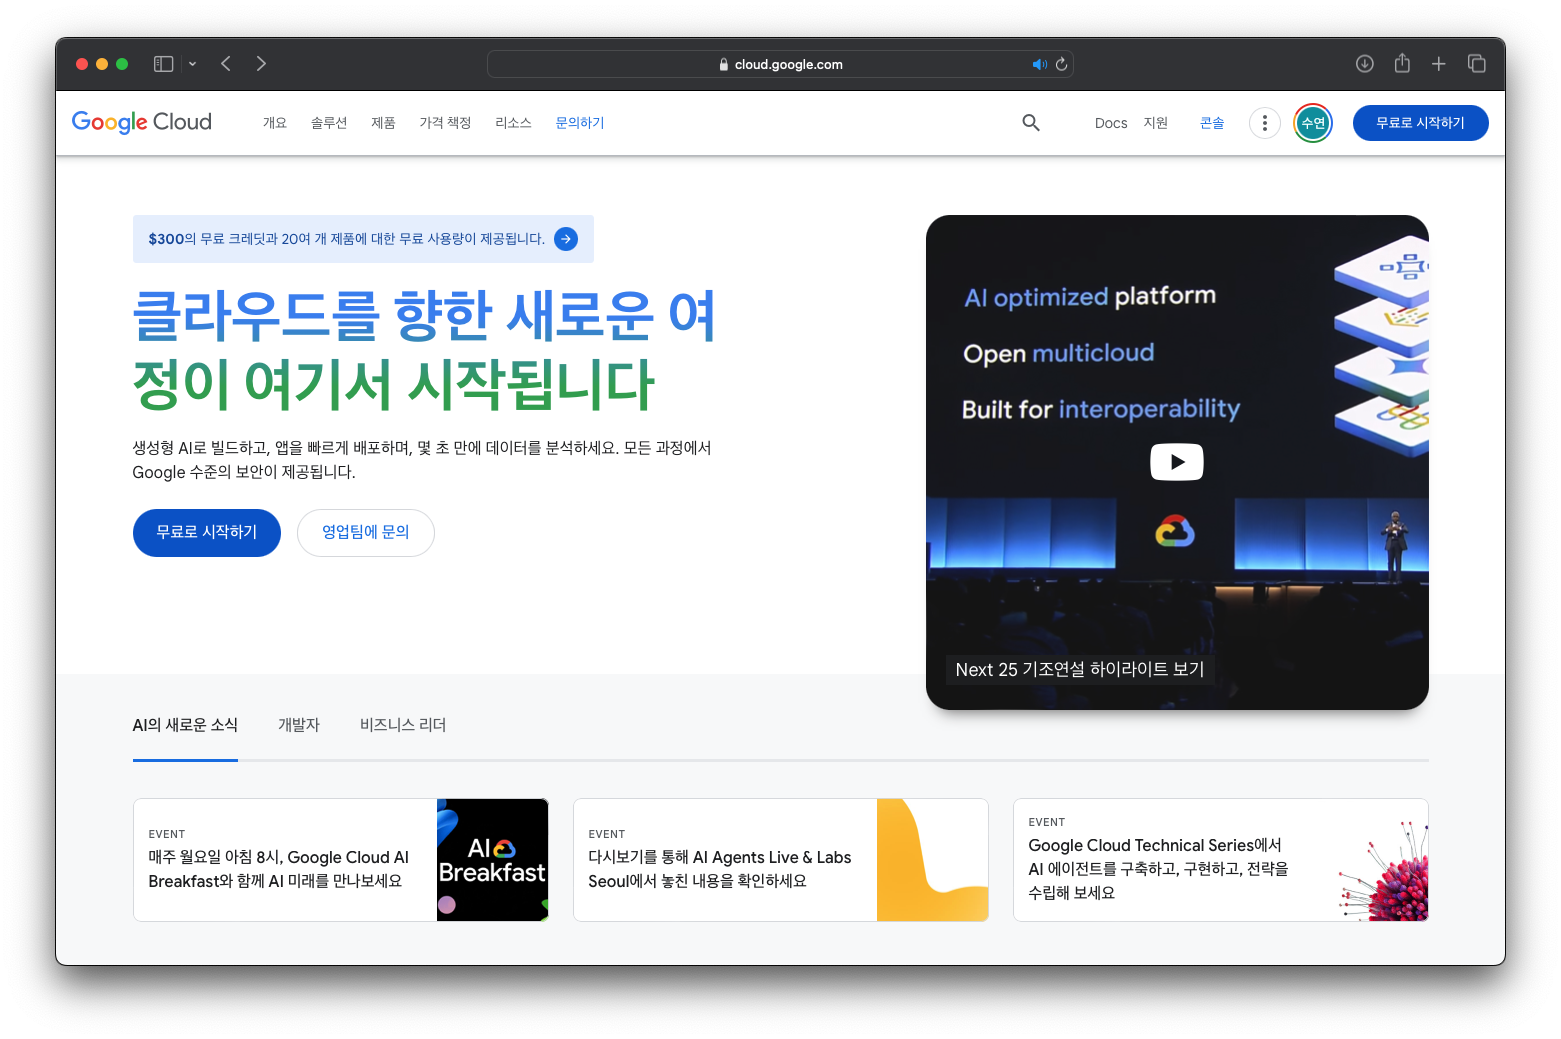 cloud.google.com
Google Cloud
개요
솔루션
제품
가격 책정
리소스
문의하기
Docs
지원
콘솔
수연
무료로 시작하기
$300의 무료 크레딧과 20여 개 제품에 대한 무료 사용량이 제공됩니다.
클라우드를 향한 새로운 여
정이 여기서 시작됩니다
생성형 AI로 빌드하고, 앱을 빠르게 배포하며, 몇 초 만에 데이터를 분석하세요. 모든 과정에서
Google 수준의 보안이 제공됩니다.
무료로 시작하기
영업팀에 문의
AI optimized platform
Open multicloud
Built for interoperability
Next 25 기조연설 하이라이트 보기
AI의 새로운 소식
개발자
비즈니스 리더
EVENT
매주 월요일 아침 8시, Google Cloud AI
Breakfast와 함께 AI 미래를 만나보세요
AI
Breakfast
EVENT
다시보기를 통해 AI Agents Live & Labs
Seoul에서 놓친 내용을 확인하세요
EVENT
Google Cloud Technical Series에서
AI 에이전트를 구축하고, 구현하고, 전략을
수립해 보세요